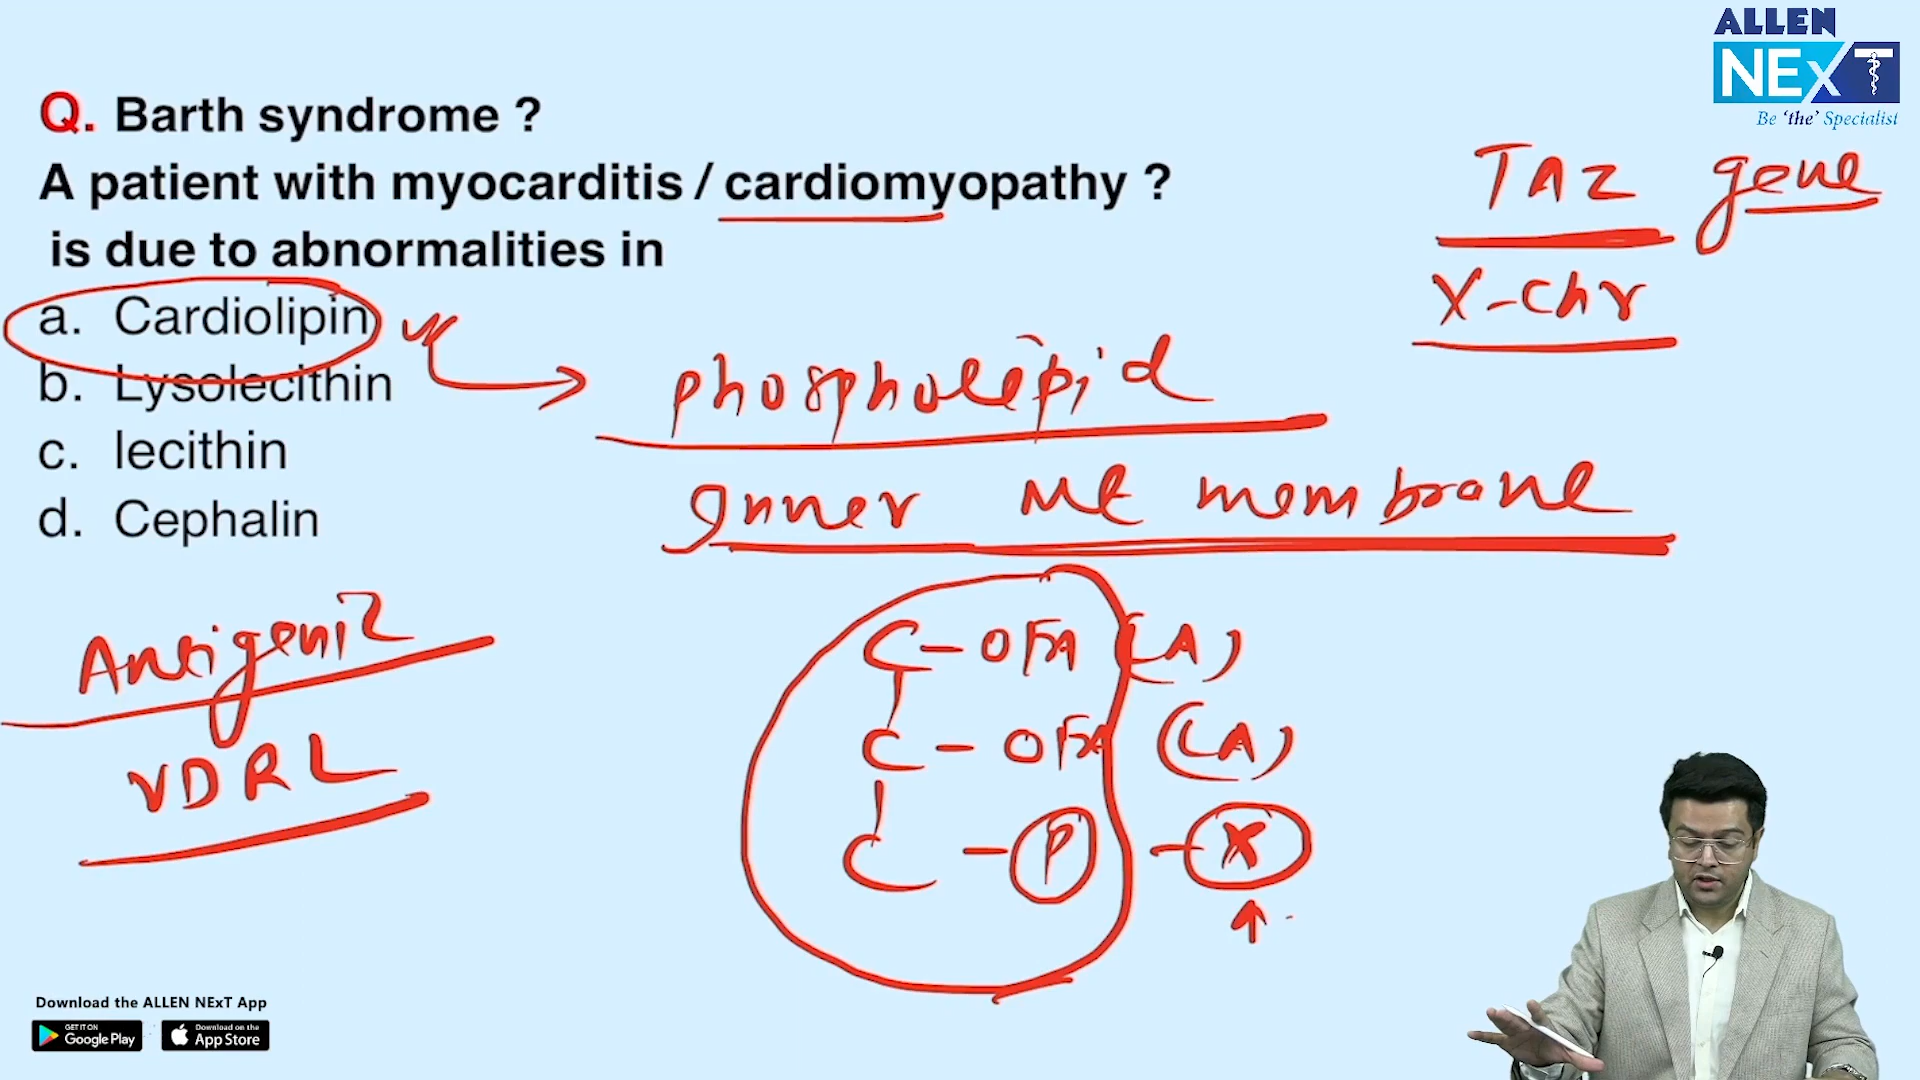 ALLEN
NExT
Be 'the' Specialist
Q. Barth syndrome ?
A patient with myocarditis / cardiomyopathy ?
is due to abnormalities in
a. Cardiolipin
b. Lysolecithin
c. lecithin
d. Cephalin
TAZ gene
X-Chr
phospholipid
Inner Mt membrane
Antigenic
VDRL
C - OFA (LA)
C - OFA (LA)
C - P - X
Download the ALLEN NExT App
GET IT ON
Google Play
Download on the
App Store